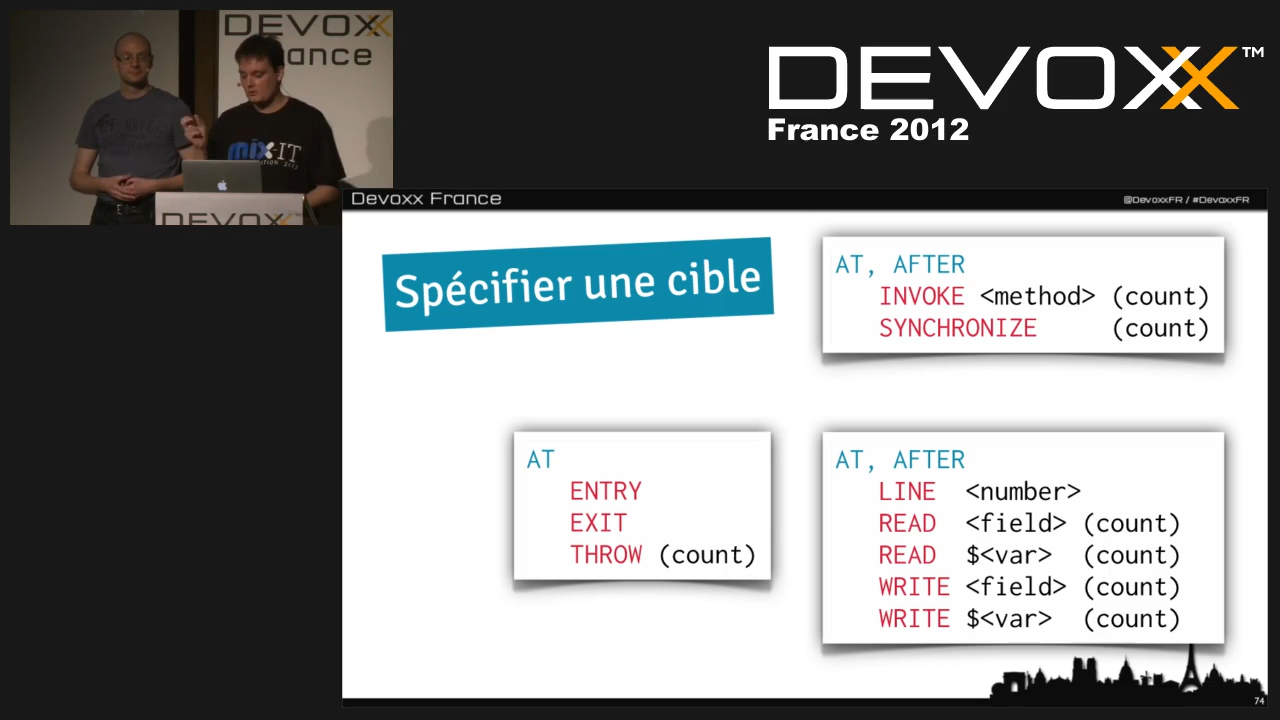 DEVOXX
France
mix-IT
DEVOXX
DEVOXX™
France 2012
Devoxx France
@DevoxxFR / #DevoxxFR
Spécifier une cible
AT, AFTER
INVOKE <method> (count)
SYNCHRONIZE (count)
AT
ENTRY
EXIT
THROW (count)
AT, AFTER
LINE <number>
READ <field> (count)
READ $<var> (count)
WRITE <field> (count)
WRITE $<var> (count)
74